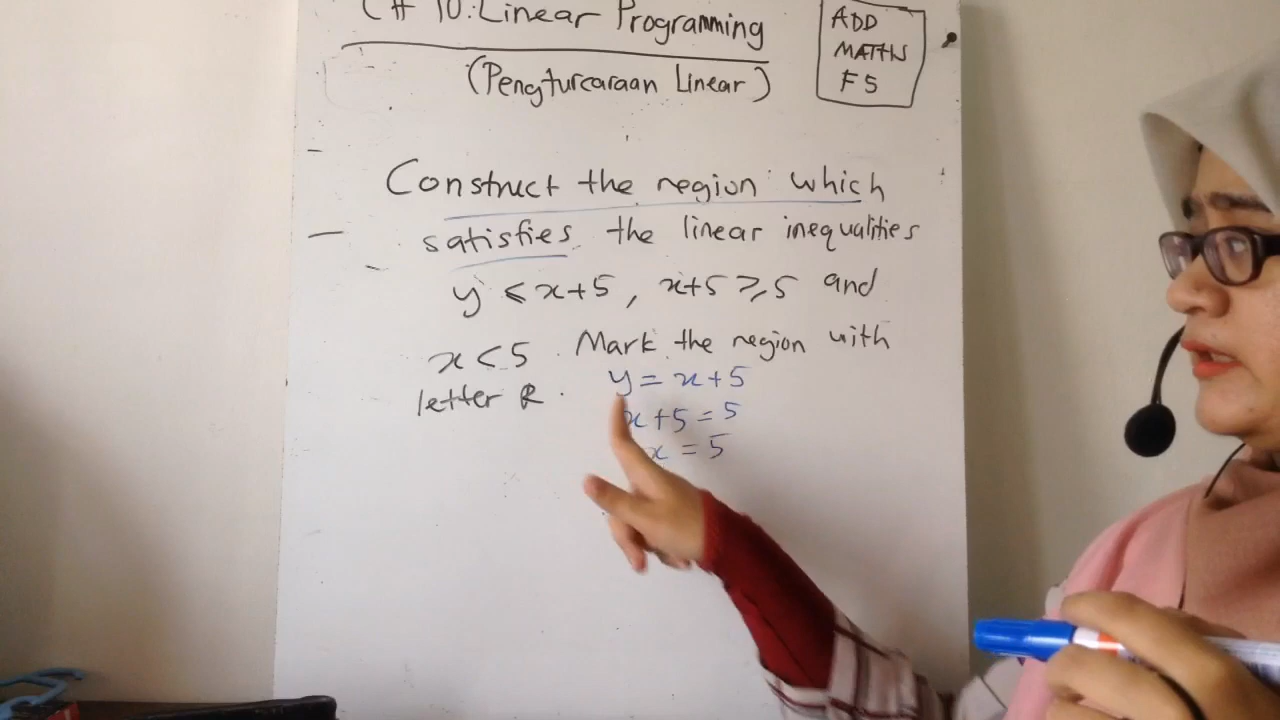 CH 10: Linear Programming
(Pengturcaraan Linear)
ADD
MATHS
F5
Construct the region which
satisfies the linear inequalities
y ⩽ x+5, x+5 ⩾ 5 and
x < 5. Mark the region with
letter R.
y = x+5
x+5 = 5
x = 5